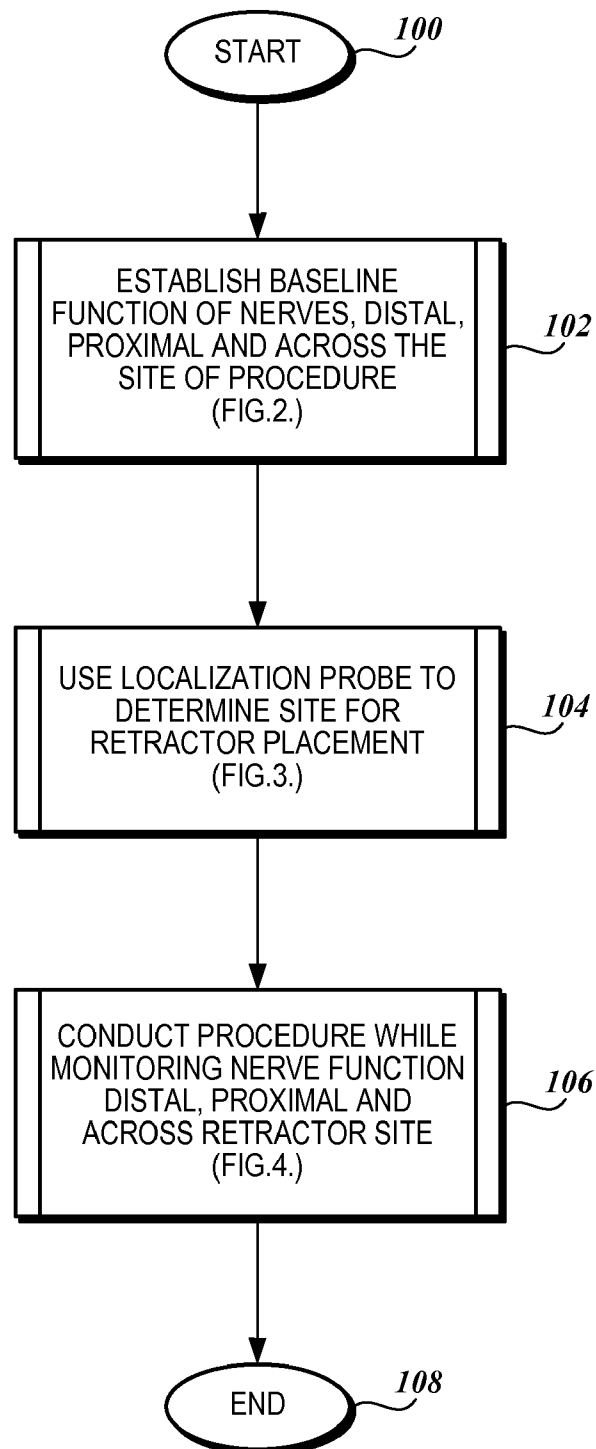 START
100
ESTABLISH BASELINE
FUNCTION OF NERVES, DISTAL,
PROXIMAL AND ACROSS THE
SITE OF PROCEDURE
(FIG.2.)
102
USE LOCALIZATION PROBE TO
DETERMINE SITE FOR
RETRACTOR PLACEMENT
(FIG.3.)
104
CONDUCT PROCEDURE WHILE
MONITORING NERVE FUNCTION
DISTAL, PROXIMAL AND
ACROSS RETRACTOR SITE
(FIG.4.)
106
END
108